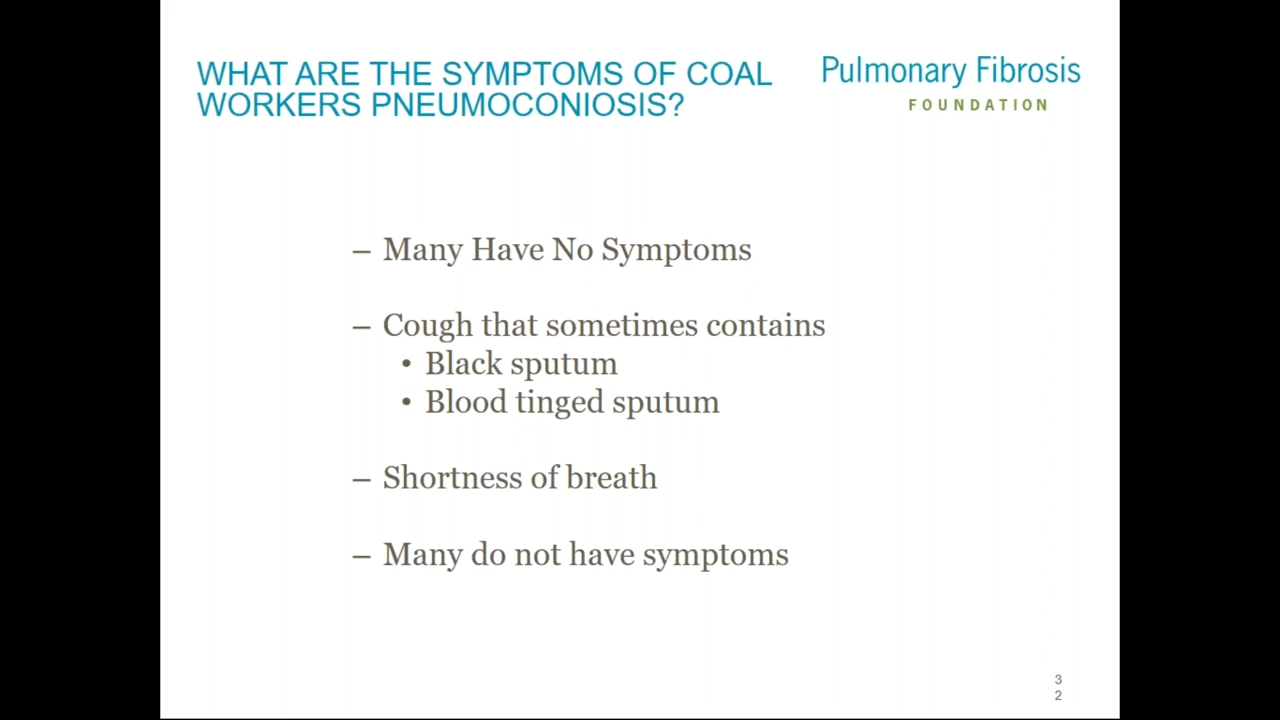 WHAT ARE THE SYMPTOMS OF COAL
WORKERS PNEUMOCONIOSIS?
Pulmonary Fibrosis
FOUNDATION
– Many Have No Symptoms
– Cough that sometimes contains
• Black sputum
• Blood tinged sputum
– Shortness of breath
– Many do not have symptoms
3
2